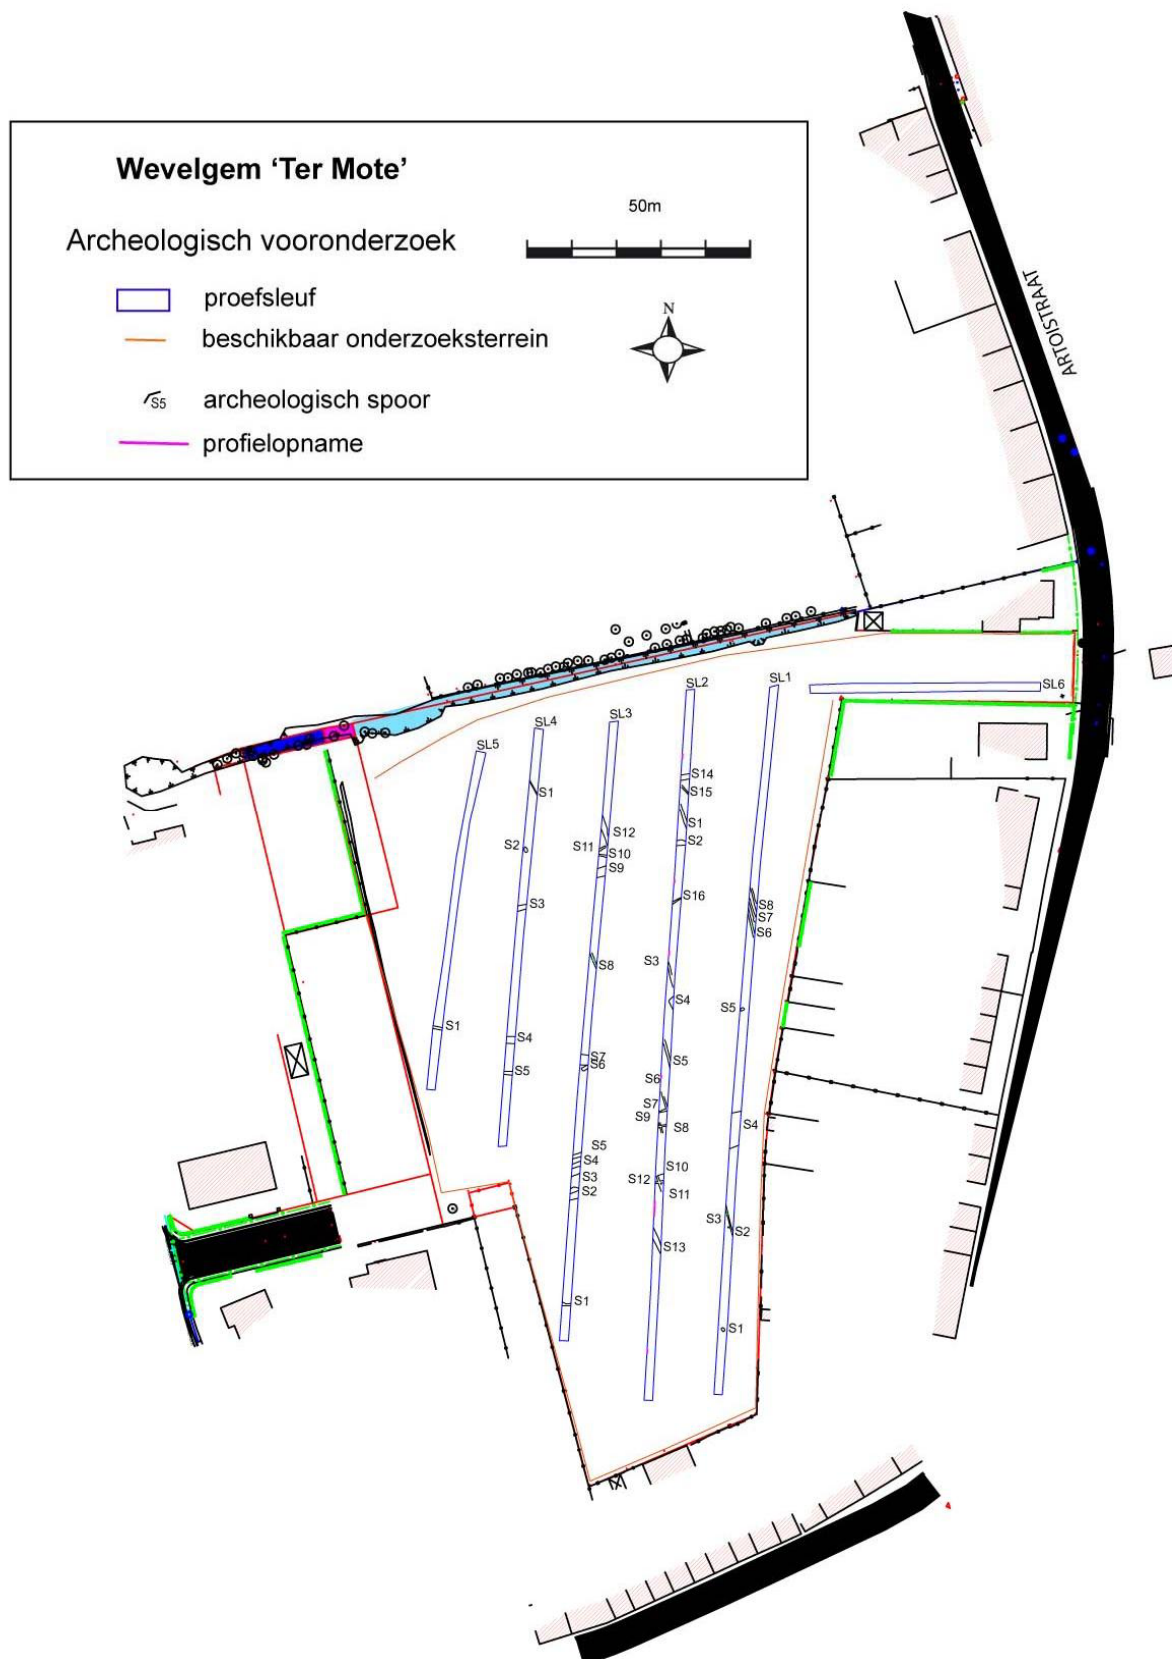 Wevelgem ‘Ter Mote’
50m
Archeologisch vooronderzoek
proefsleuf
N
beschikbaar onderzoeksterrein
S5 archeologisch spoor
profielopname
ARTOISTRAAT
SL6
SL1
S8
S7
S6
S5
S4
S3
S2
S1
SL2
S14
S15
S1
S2
S16
S3
S4
S5
S6
S7
S9
S8
S10
S12
S11
S13
SL3
S12
S11
S10
S9
S8
S7
S6
S5
S4
S3
S2
S1
SL4
S1
S2
S3
S4
S5
SL5
S1